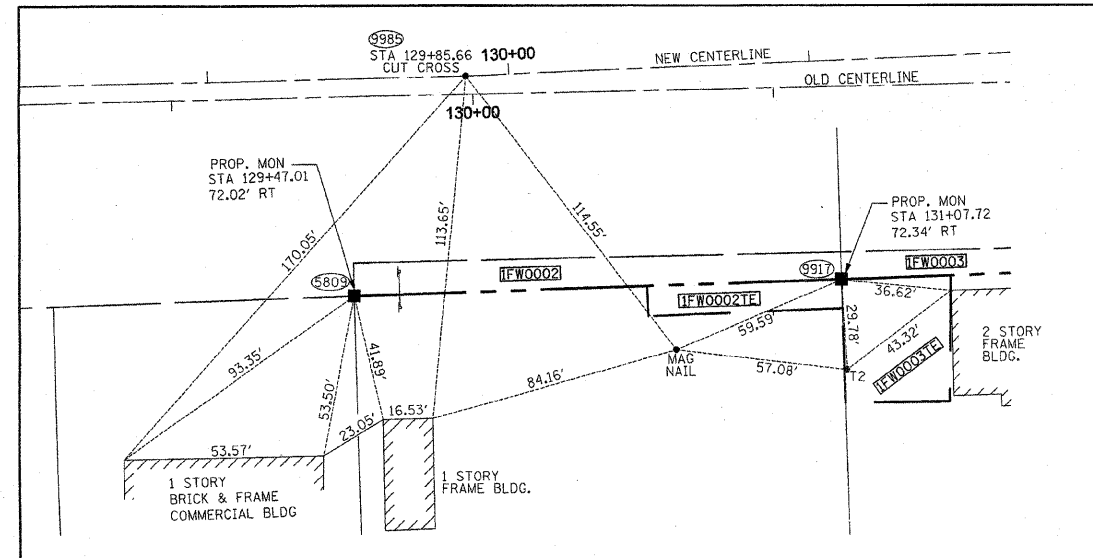 9985
STA 129+85.66 130+00
CUT CROSS
NEW CENTERLINE
OLD CENTERLINE
130+00
PROP. MON
STA 129+47.01
72.02' RT
PROP. MON
STA 131+07.72
72.34' RT
170.05'
113.65'
114.55'
5809
1FW0002
9917
1FW0003
1FW0002TE
36.62'
59.59'
29.78'
43.32'
2 STORY
FRAME
BLDG.
93.35'
53.50'
41.89'
MAG
NAIL
57.08'
T2
1FW0003TE
84.16'
23.05'
16.53'
53.57'
1 STORY
BRICK & FRAME
COMMERCIAL BLDG
1 STORY
FRAME BLDG.